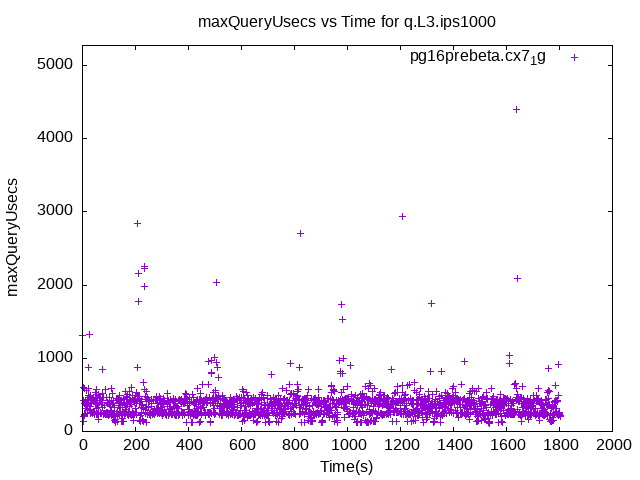 maxQueryUsecs vs Time for q.L3.ips1000
pg16prebeta.cx7₁g
maxQueryUsecs
5000
4000
3000
2000
1000
0
0 200 400 600 800 1000 1200 1400 1600 1800 2000
Time(s)